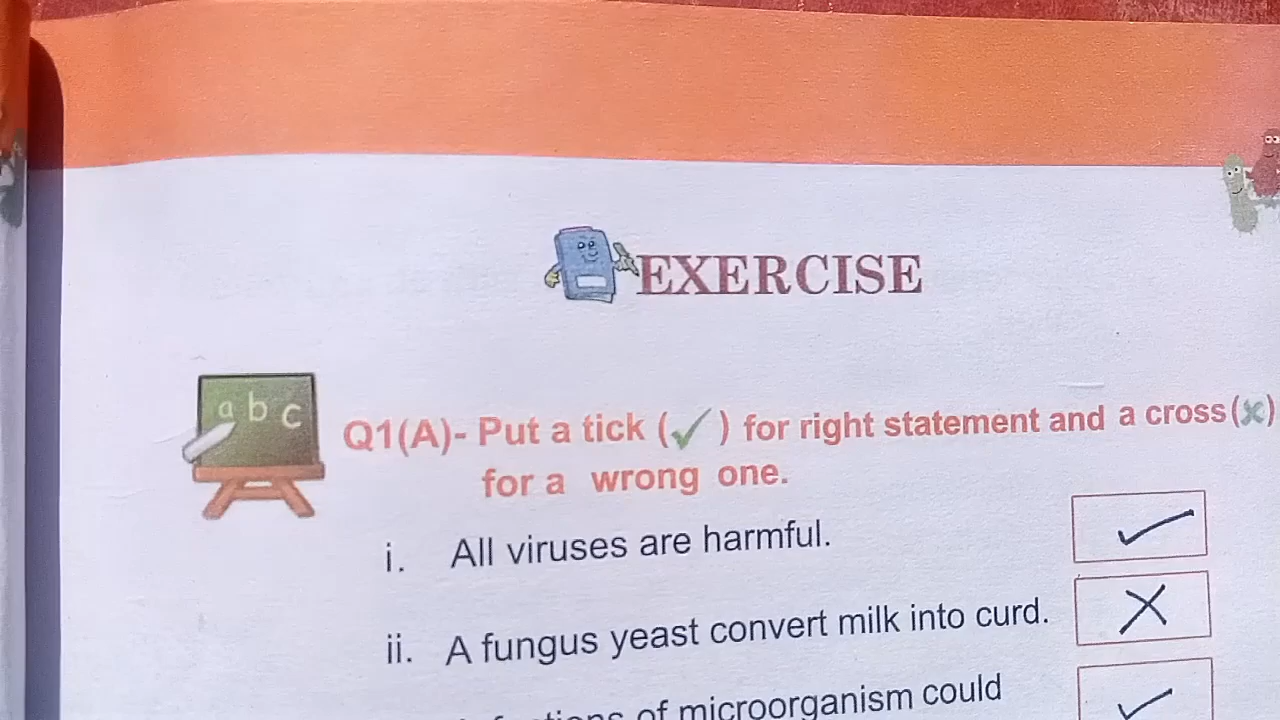 EXERCISE
a b c
Q1(A)- Put a tick (✓) for right statement and a cross(×)
for a wrong one.
i. All viruses are harmful. ✓
ii. A fungus yeast convert milk into curd. ×
of microorganism could ✓